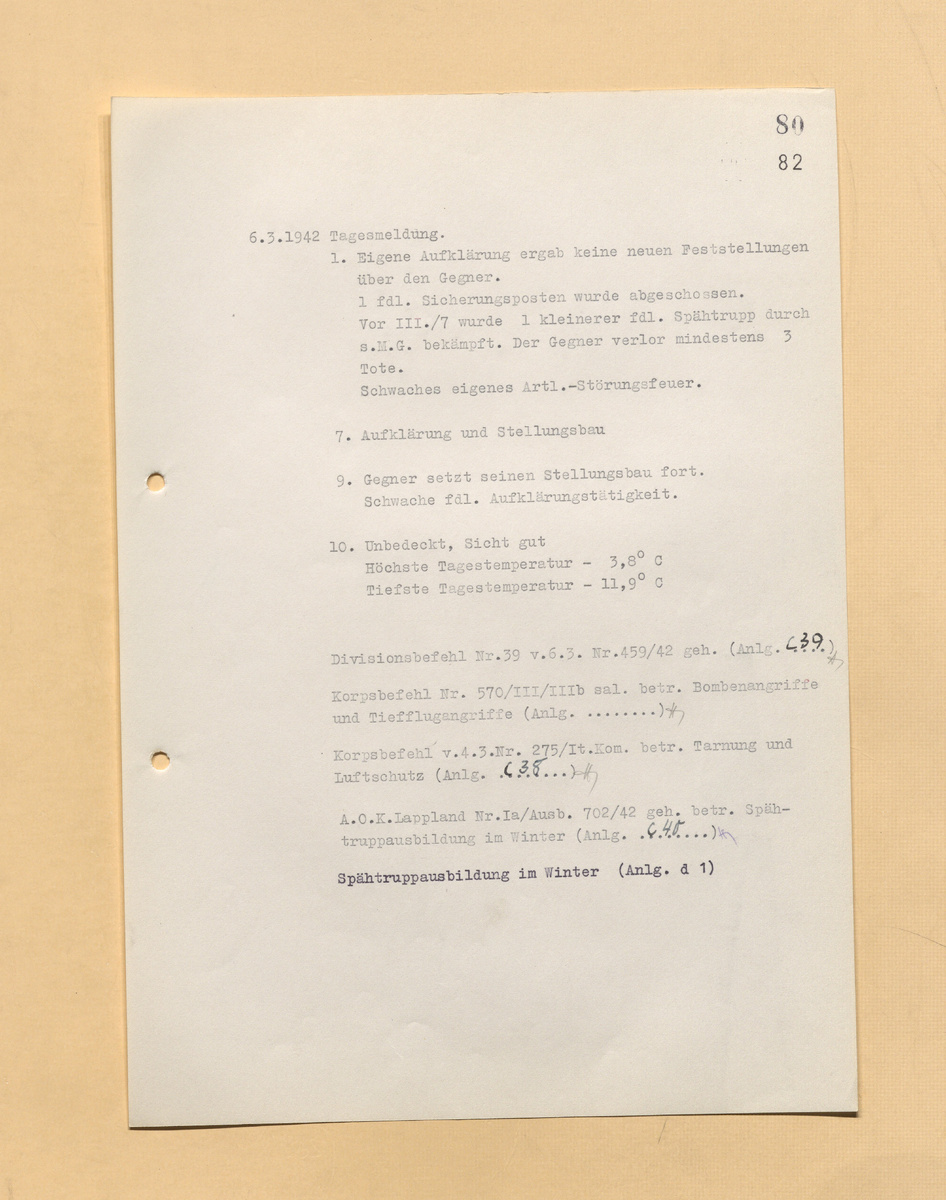 80
82
6.3.1942 Tagesmeldung.
1. Eigene Aufklärung ergab keine neuen Feststellungen
über den Gegner.
1 fdl. Sicherungsposten wurde abgeschossen.
Vor III./7 wurde 1 kleinerer fdl. Spähtrupp durch
s.M.G. bekämpft. Der Gegner verlor mindestens 3
Tote.
Schwaches eigenes Artl.-Störungsfeuer.
7. Aufklärung und Stellungsbau
9. Gegner setzt seinen Stellungsbau fort.
Schwache fdl. Aufklärungstätigkeit.
10. Unbedeckt, Sicht gut
Höchste Tagestemperatur - 3,8° C
Tiefste Tagestemperatur - 11,9° C
Divisionsbefehl Nr.39 v.6.3. Nr.459/42 geh. (Anlg. C.39.)
Korpsbefehl Nr. 570/III/IIIb sal. betr. Bombenangriffe
und Tiefflugangriffe (Anlg. ........)
Korpsbefehl v.4.3.Nr. 275/It.Kom. betr. Tarnung und
Luftschutz (Anlg. .C.38...)
A.O.K.Lappland Nr.Ia/Ausb. 702/42 geh. betr. Späh-
truppausbildung im Winter (Anlg. .C.40....)
Spähtruppausbildung im Winter (Anlg. d 1)